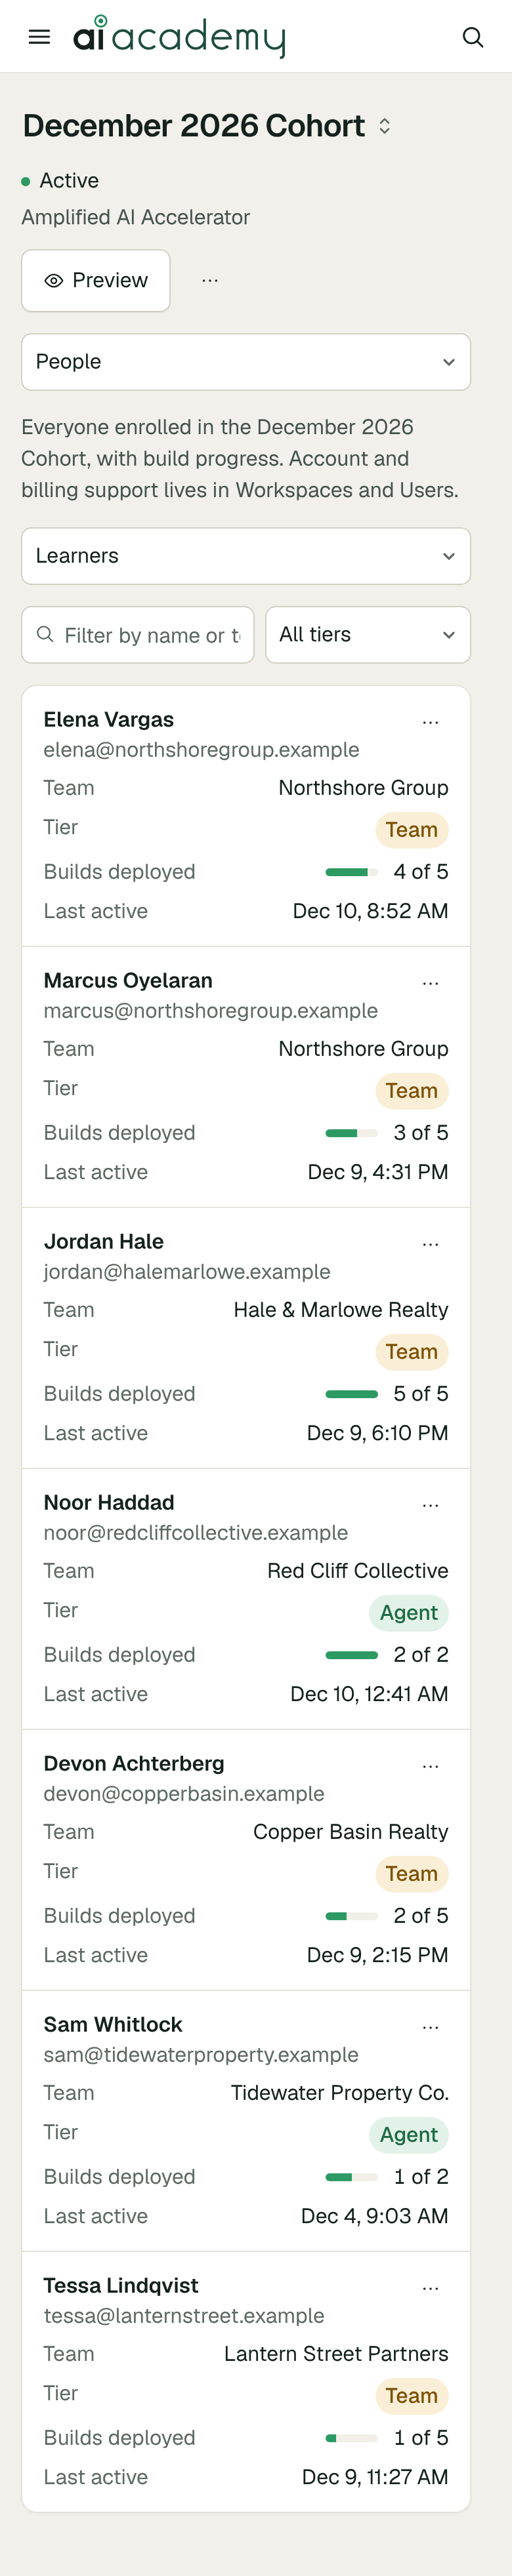 ai academy
December 2026 Cohort
Active
Amplified AI Accelerator
Preview
People
Everyone enrolled in the December 2026
Cohort, with build progress. Account and
billing support lives in Workspaces and Users.
Learners
Filter by name or t
All tiers
Elena Vargas
elena@northshoregroup.example
Team Northshore Group
Tier Team
Builds deployed 4 of 5
Last active Dec 10, 8:52 AM
Marcus Oyelaran
marcus@northshoregroup.example
Team Northshore Group
Tier Team
Builds deployed 3 of 5
Last active Dec 9, 4:31 PM
Jordan Hale
jordan@halemarlowe.example
Team Hale & Marlowe Realty
Tier Team
Builds deployed 5 of 5
Last active Dec 9, 6:10 PM
Noor Haddad
noor@redcliffcollective.example
Team Red Cliff Collective
Tier Agent
Builds deployed 2 of 2
Last active Dec 10, 12:41 AM
Devon Achterberg
devon@copperbasin.example
Team Copper Basin Realty
Tier Team
Builds deployed 2 of 5
Last active Dec 9, 2:15 PM
Sam Whitlock
sam@tidewaterproperty.example
Team Tidewater Property Co.
Tier Agent
Builds deployed 1 of 2
Last active Dec 4, 9:03 AM
Tessa Lindqvist
tessa@lanternstreet.example
Team Lantern Street Partners
Tier Team
Builds deployed 1 of 5
Last active Dec 9, 11:27 AM